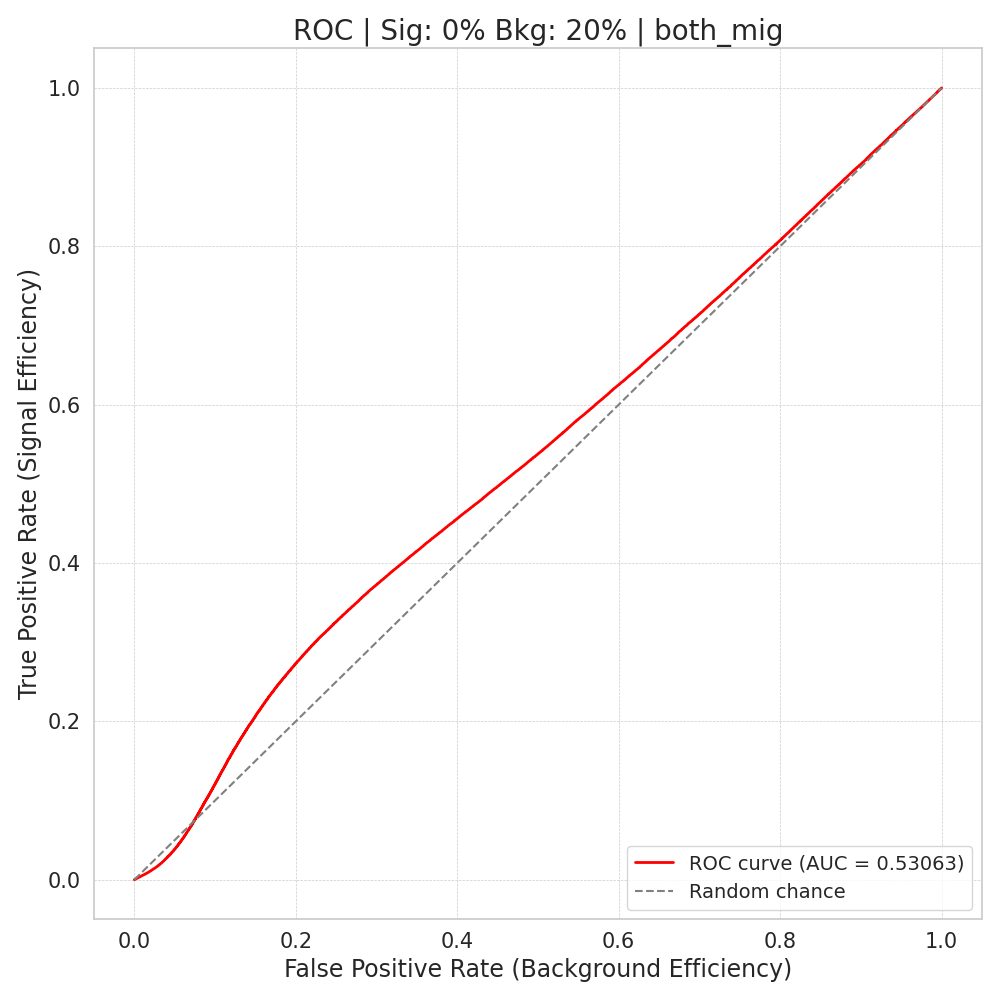 ROC | Sig: 0% Bkg: 20% | both_mig
True Positive Rate (Signal Efficiency)
1.0
0.8
0.6
0.4
0.2
0.0
ROC curve (AUC = 0.53063)
Random chance
0.0 0.2 0.4 0.6 0.8 1.0
False Positive Rate (Background Efficiency)